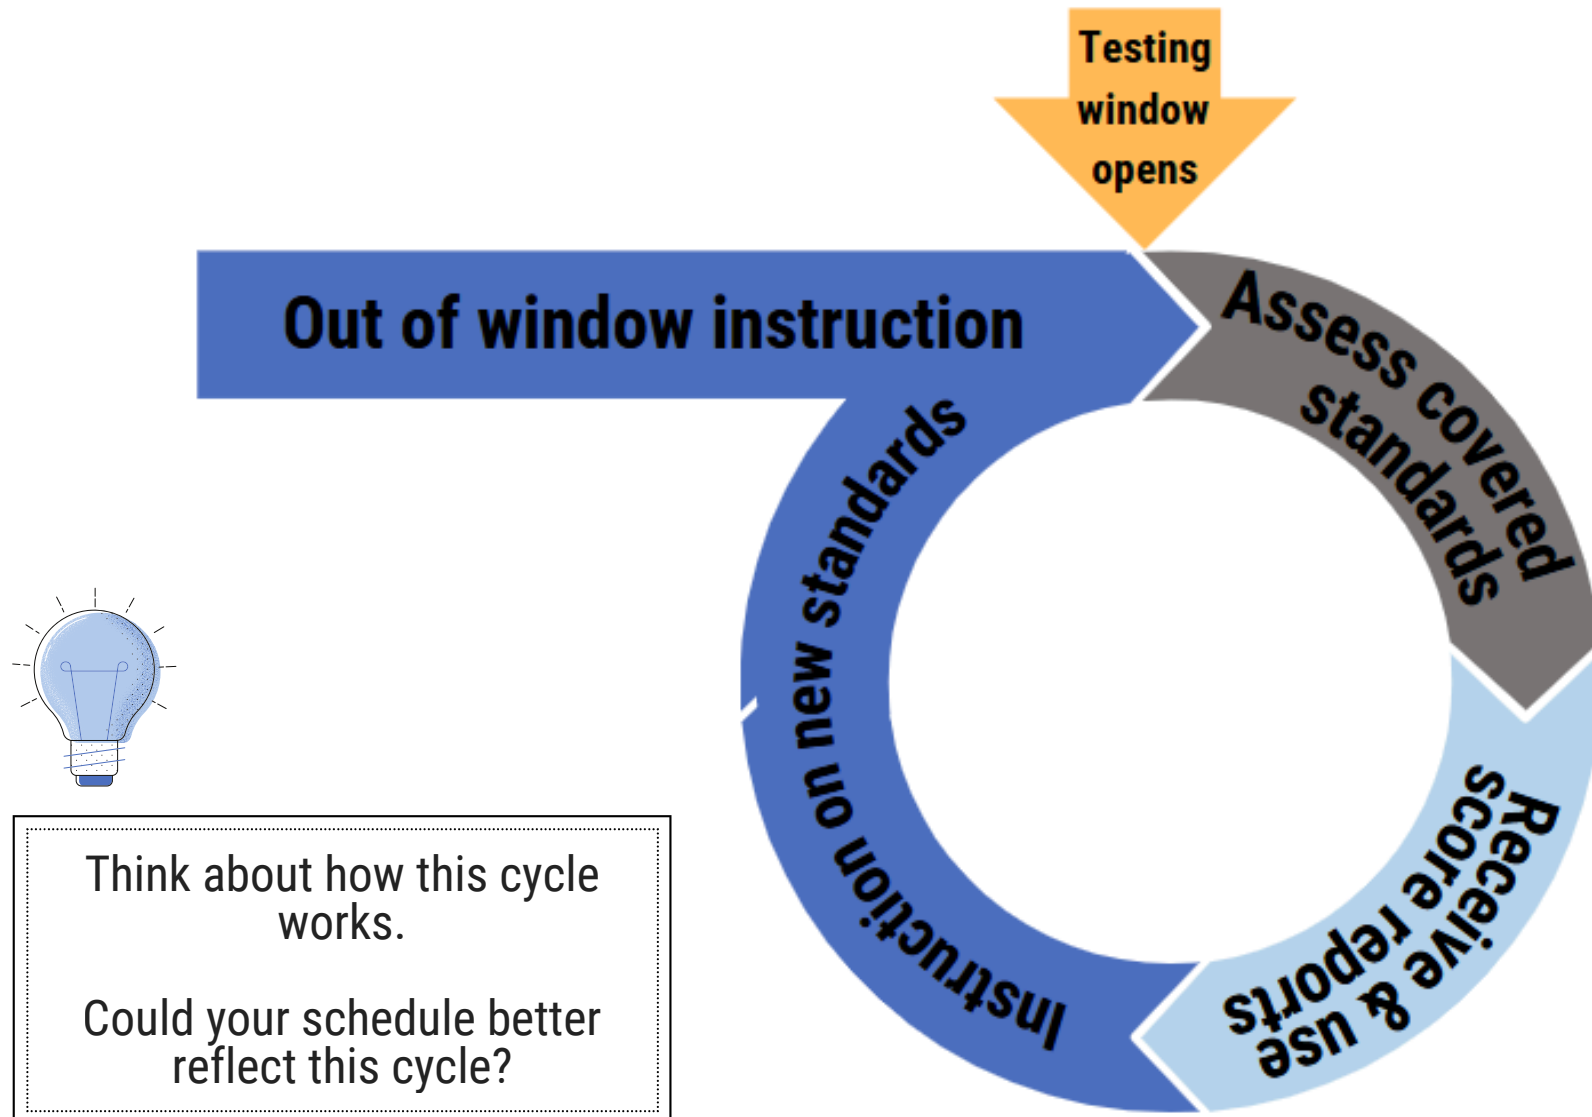 Testing
window
opens
Out of window instruction
Assess covered
standards
Receive & use
score reports
Instruction on new standards
Think about how this cycle
works.
Could your schedule better
reflect this cycle?